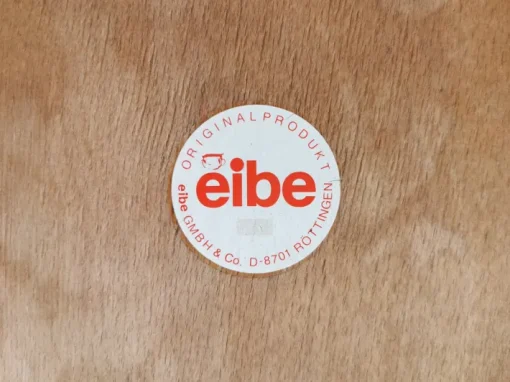 ORIGINALPRODUKT
eibe
eibe GMBH & Co. D-8701 RÖTTINGEN